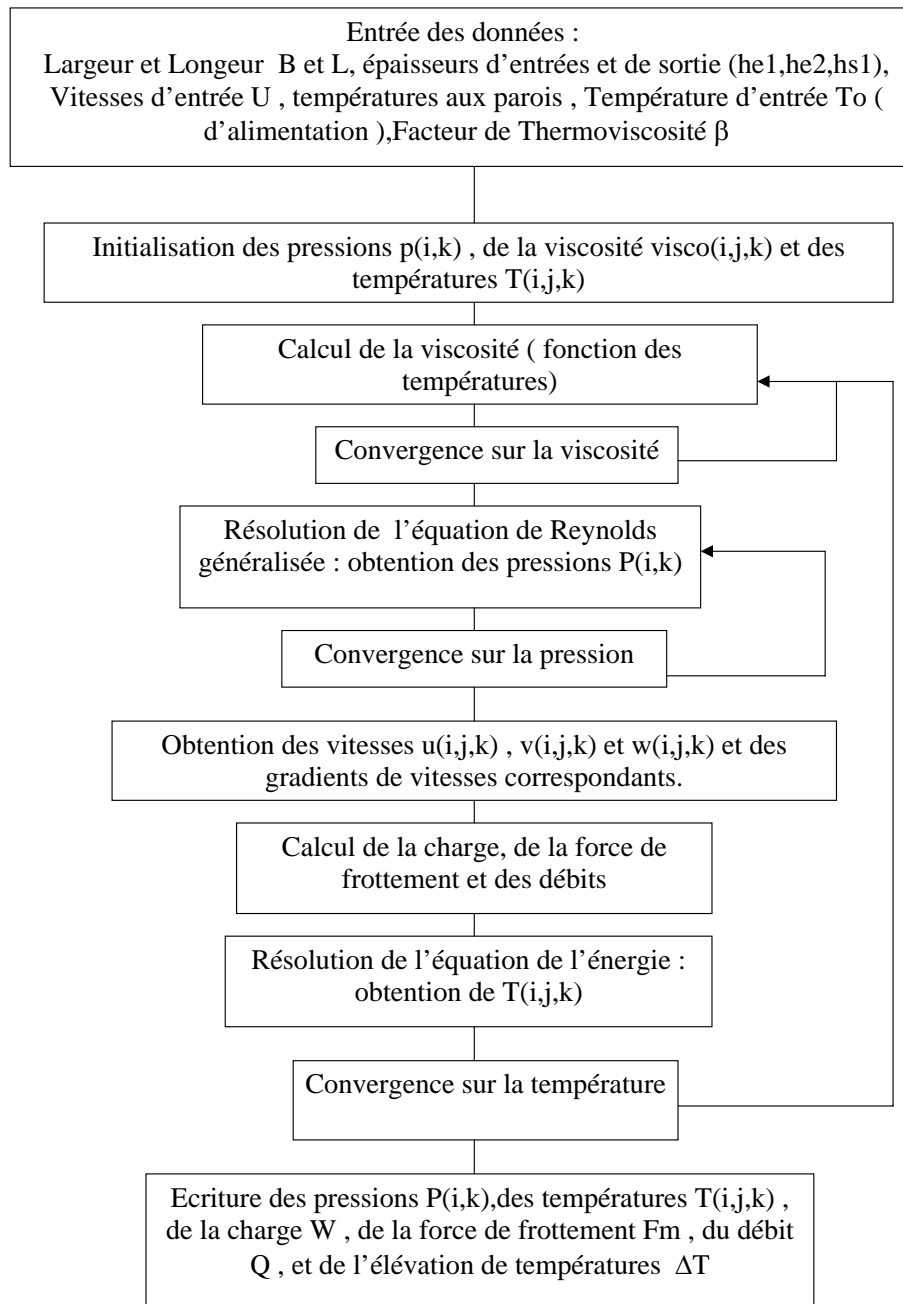 Entrée des données :
Largeur et Longeur  B et L, épaisseurs d'entrées et de sortie (he1,he2,hs1),
Vitesses d'entrée U , températures aux parois , Température d'entrée To (
d'alimentation ),Facteur de Thermoviscosité β
Initialisation des pressions p(i,k) , de la viscosité visco(i,j,k) et des
températures T(i,j,k)
Calcul de la viscosité ( fonction des
températures)
Convergence sur la viscosité
Résolution de  l'équation de Reynolds
généralisée : obtention des pressions P(i,k)
Convergence sur la pression
Obtention des vitesses u(i,j,k) , v(i,j,k) et w(i,j,k) et des
gradients de vitesses correspondants.
Calcul de la charge, de la force de
frottement et des débits
Résolution de l'équation de l'énergie :
obtention de T(i,j,k)
Convergence sur la température
Ecriture des pressions P(i,k),des températures T(i,j,k) ,
de la charge W , de la force de frottement Fm , du débit
Q , et de l'élévation de températures  ΔT